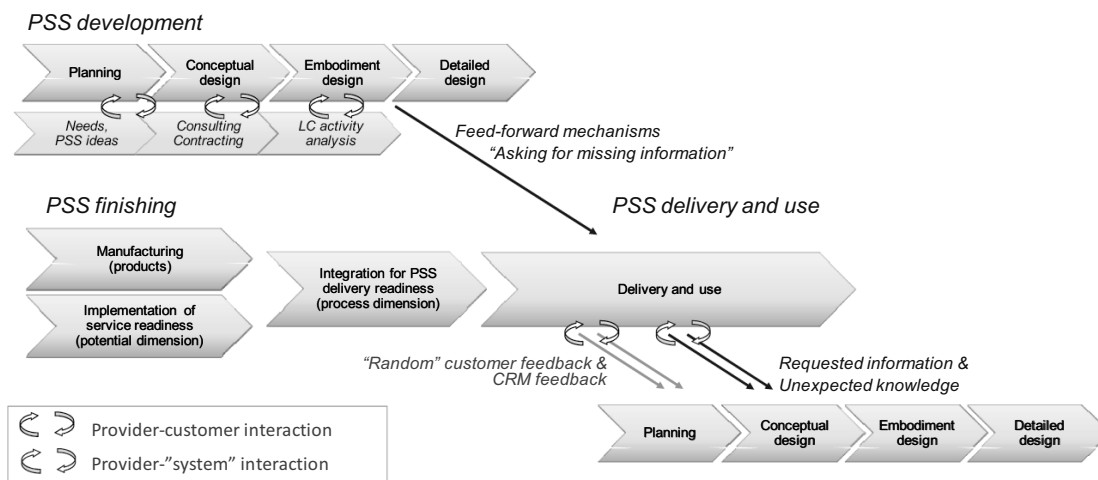 PSS development
Planning
Conceptual
design
Embodiment
design
Detailed
design
Needs,
PSS ideas
Consulting
Contracting
LC activity
analysis
Feed-forward mechanisms
“Asking for missing information”
PSS finishing
PSS delivery and use
Manufacturing
(products)
Implementation of
service readiness
(potential dimension)
Integration for PSS
delivery readiness
(process dimension)
Delivery and use
“Random” customer feedback &
CRM feedback
Requested information &
Unexpected knowledge
Planning
Conceptual
design
Embodiment
design
Detailed
design
Provider-customer interaction
Provider-”system” interaction